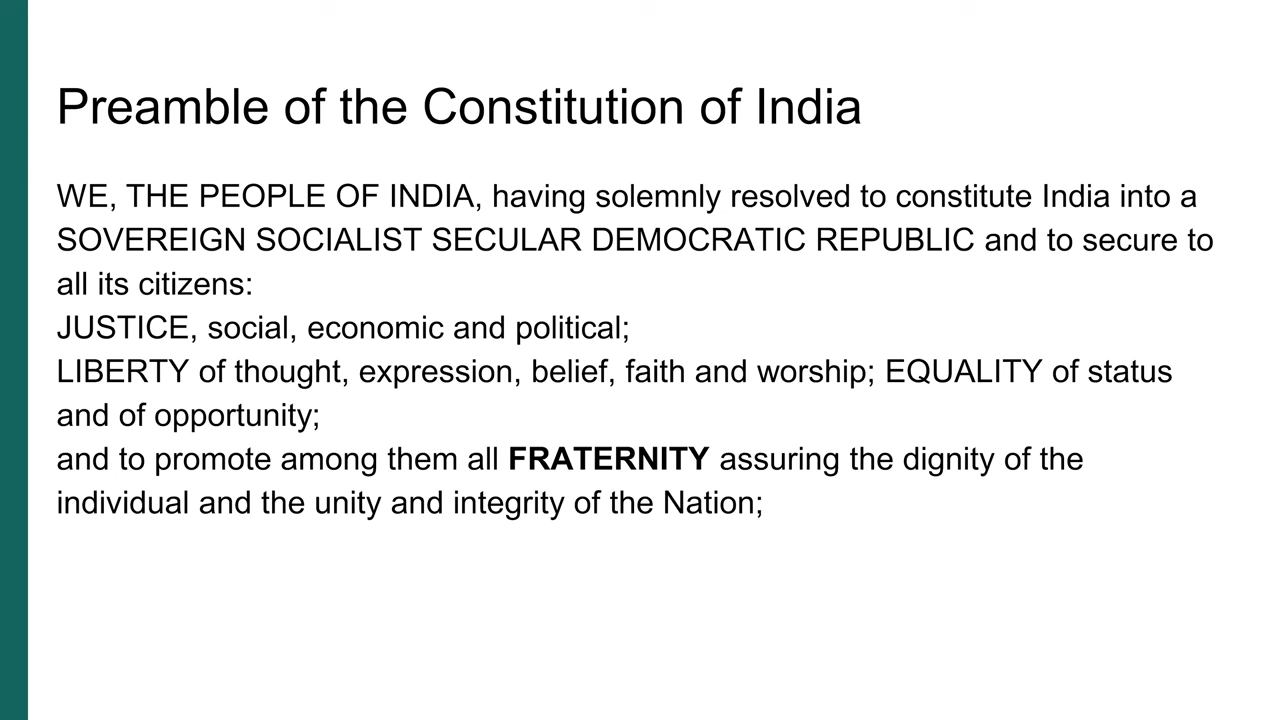 Preamble of the Constitution of India
WE, THE PEOPLE OF INDIA, having solemnly resolved to constitute India into a
SOVEREIGN SOCIALIST SECULAR DEMOCRATIC REPUBLIC and to secure to
all its citizens:
JUSTICE, social, economic and political;
LIBERTY of thought, expression, belief, faith and worship; EQUALITY of status
and of opportunity;
and to promote among them all FRATERNITY assuring the dignity of the
individual and the unity and integrity of the Nation;